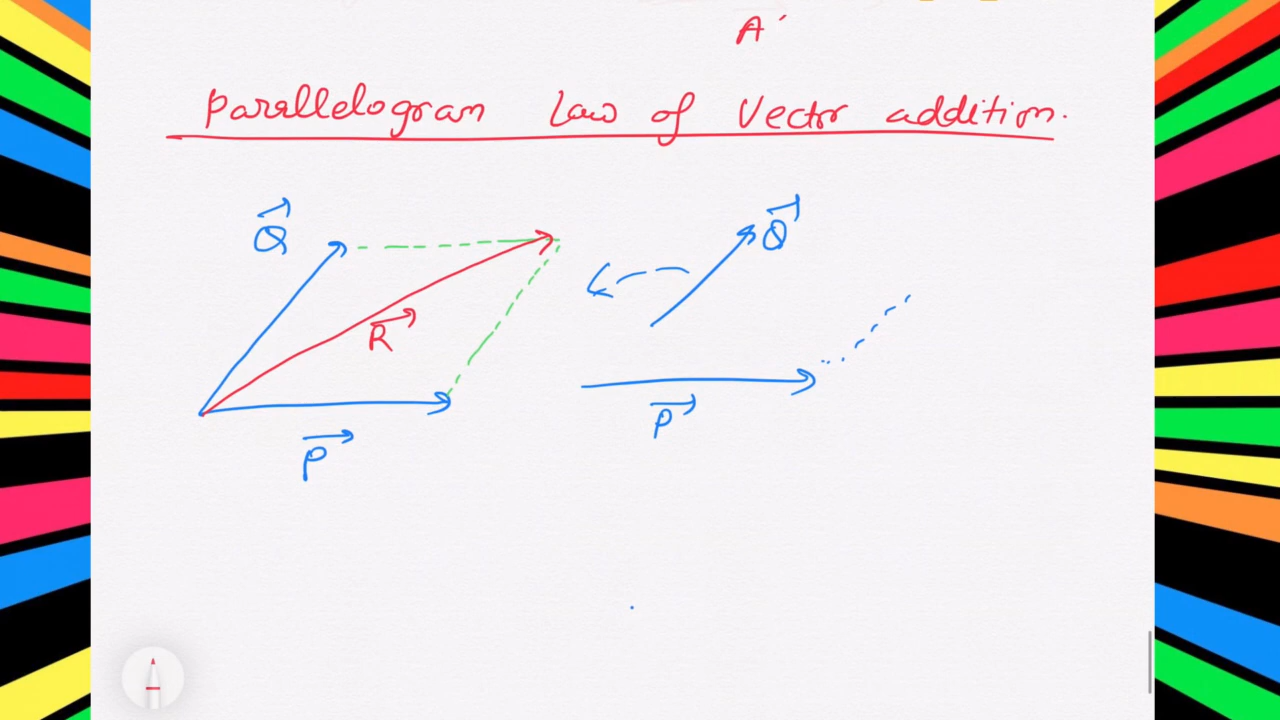 A'
Parallelogram Law of Vector addition.
Q⃗
Q⃗
R⃗
P⃗
P⃗